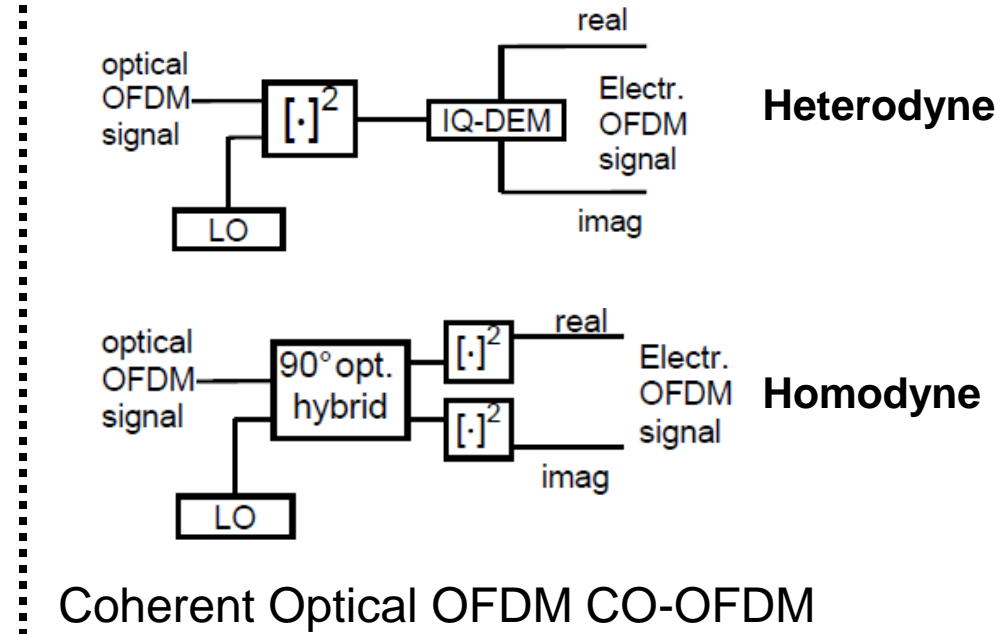 real
optical
OFDM
signal
[·]²
IQ-DEM
Electr.
OFDM
signal
Heterodyne
LO
imag
optical
OFDM
signal
90° opt.
hybrid
[·]²
real
[·]²
imag
Electr.
OFDM
signal
Homodyne
LO
Coherent Optical OFDM CO-OFDM